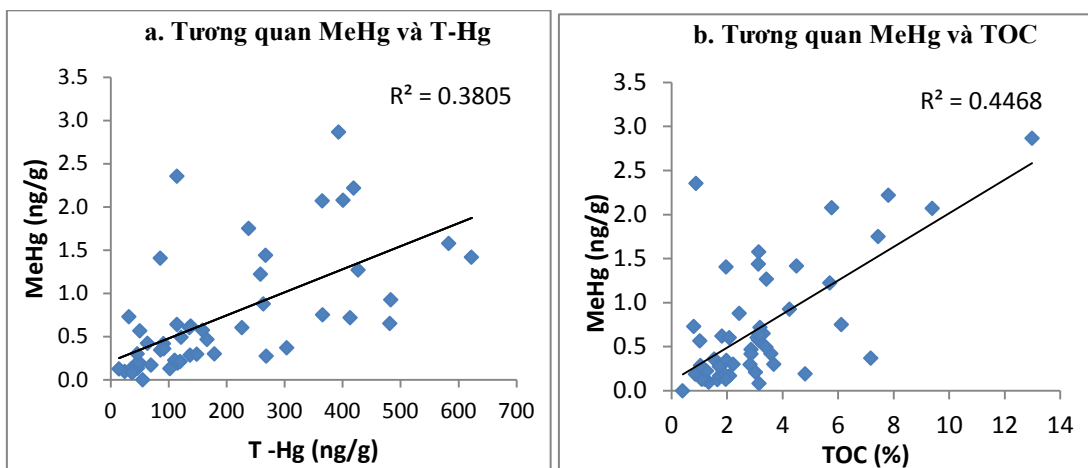 a. Tương quan MeHg và T-Hg
R² = 0.3805
MeHg (ng/g)
3.5
3.0
2.5
2.0
1.5
1.0
0.5
0.0
0 100 200 300 400 500 600 700
T -Hg (ng/g)
b. Tương quan MeHg và TOC
R² = 0.4468
MeHg (ng/g)
3.5
3.0
2.5
2.0
1.5
1.0
0.5
0.0
0 2 4 6 8 10 12 14
TOC (%)